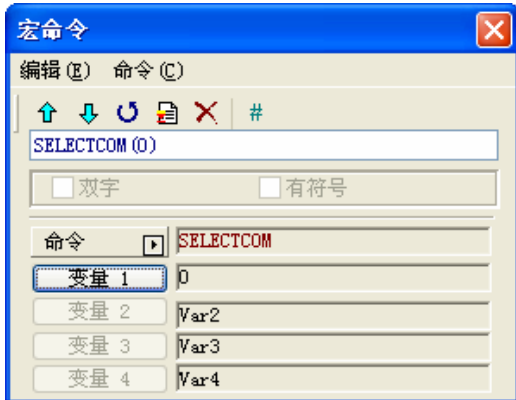 宏命令
编辑(E) 命令(C)
#
SELECTCOM(0)
双字 有符号
命令 SELECTCOM
变量 1 0
变量 2 Var2
变量 3 Var3
变量 4 Var4